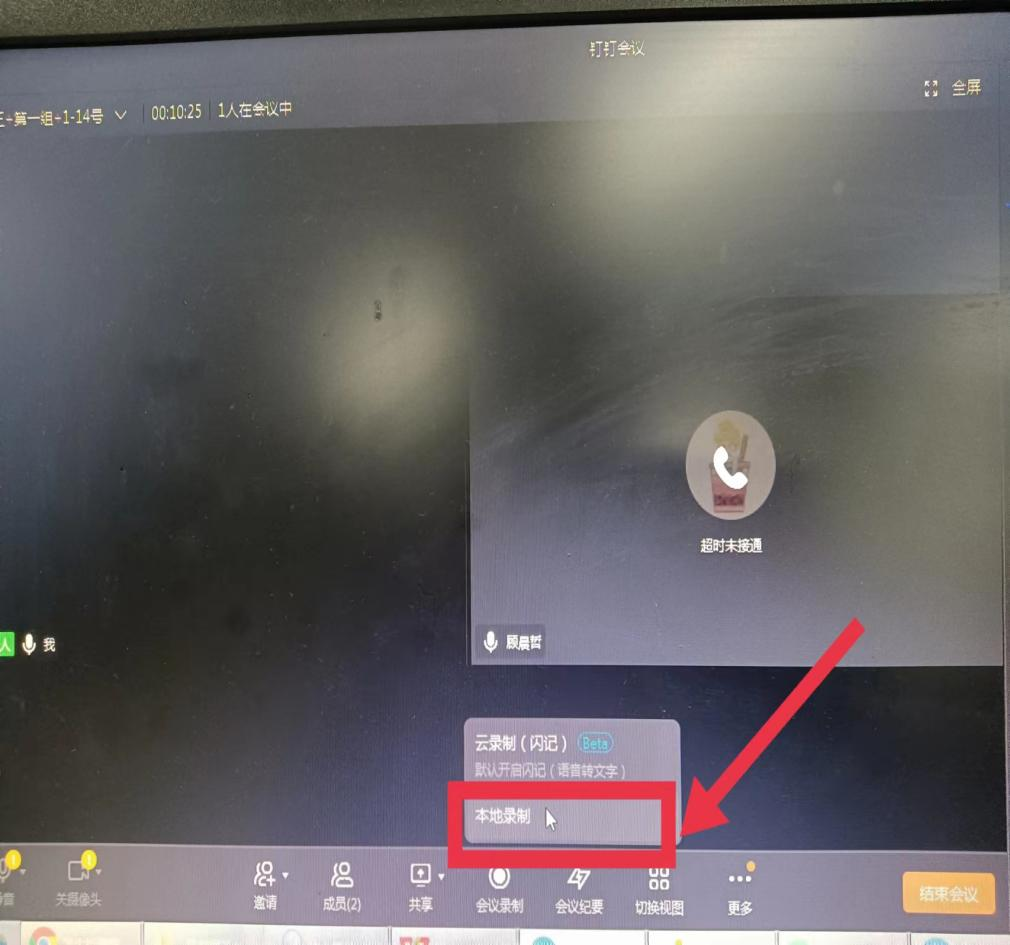 钉钉会议
全屏
三+第一组+1-14号
00:10:25
1人在会议中
超时未接通
人
我
顾晨哲
云录制(闪记) Beta
默认开启闪记(语音转文字)
本地录制
音
关摄像头
邀请
成员(2)
共享
会议录制
会议纪要
切换视图
更多
结束会议